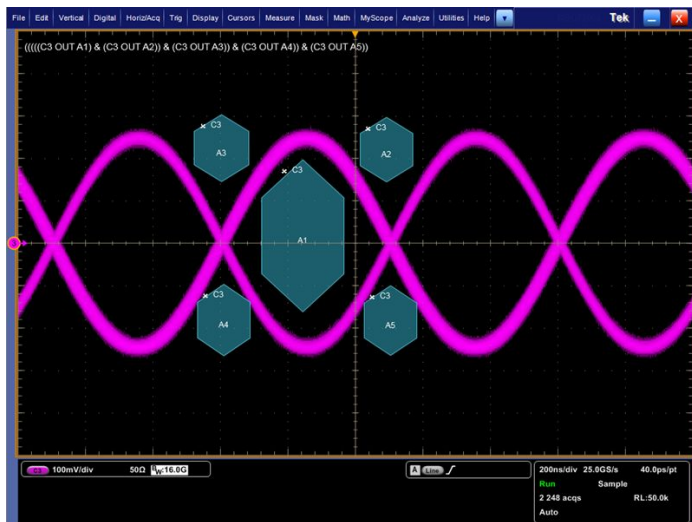 File Edit Vertical Digital Horiz/Acq Trig Display Cursors Measure Mask Math MyScope Analyze Utilities Help Tek
(((((C3 OUT A1) & (C3 OUT A2)) & (C3 OUT A3)) & (C3 OUT A4)) & (C3 OUT A5))
C3 C3
A3 A2
C3
A1
C3 C3
A4 A5
C3 100mV/div 50Ω BW:16.0G A Line 200ns/div 25.0GS/s 40.0ps/pt
Run Sample
2 248 acqs RL:50.0k
Auto